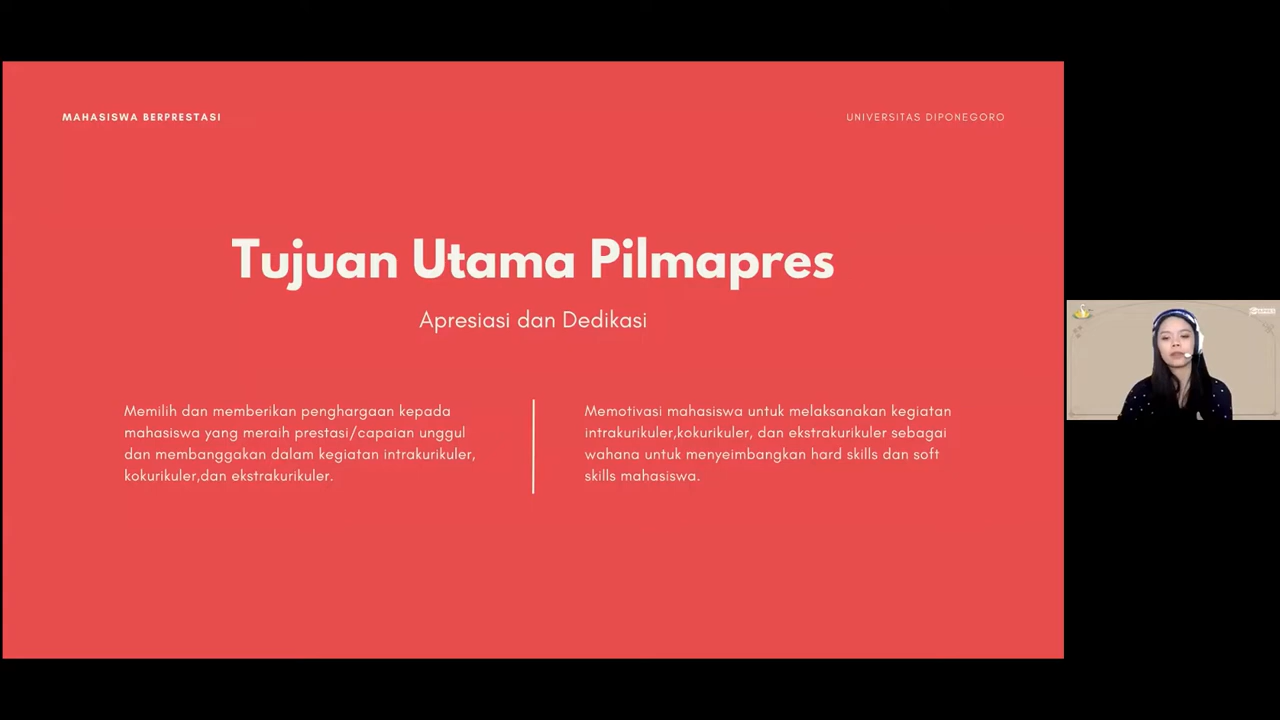 MAHASISWA BERPRESTASI
UNIVERSITAS DIPONEGORO
Tujuan Utama Pilmapres
Apresiasi dan Dedikasi
Memilih dan memberikan penghargaan kepada
mahasiswa yang meraih prestasi/capaian unggul
dan membanggakan dalam kegiatan intrakurikuler,
kokurikuler,dan ekstrakurikuler.
Memotivasi mahasiswa untuk melaksanakan kegiatan
intrakurikuler,kokurikuler, dan ekstrakurikuler sebagai
wahana untuk menyeimbangkan hard skills dan soft
skills mahasiswa.